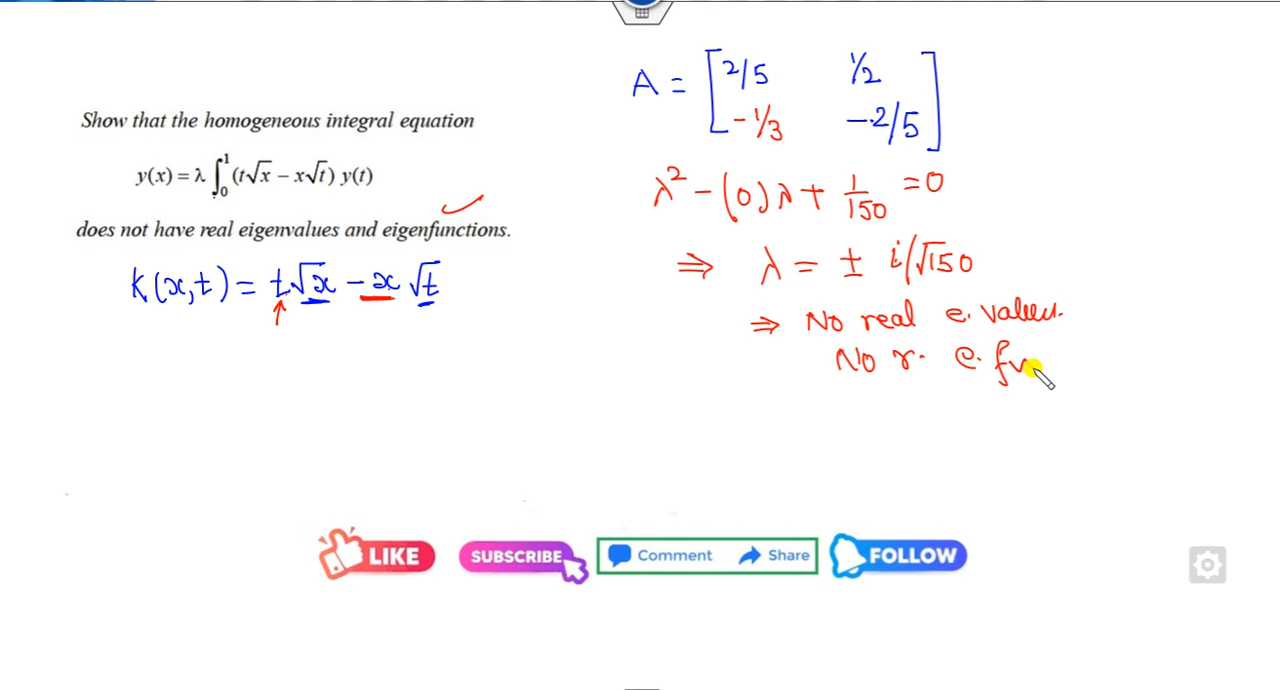 Show that the homogeneous integral equation
y(x) = λ ∫₀¹ (t√x − x√t) y(t)
does not have real eigenvalues and eigenfunctions.
K(x,t) = t√x − x√t
A = [2/5 1/2
-1/3 -2/5]
λ² − (0)λ + 1/150 = 0
⇒ λ = ± i/√150
⇒ No real e. values.
No r. e. fu
LIKE
SUBSCRIBE
Comment Share
FOLLOW